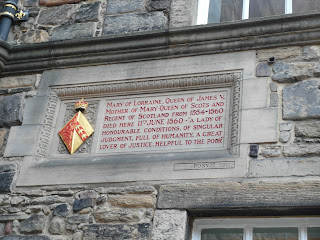 MARY OF LORRAINE, QUEEN OF JAMES V,
MOTHER OF MARY QUEEN OF SCOTS AND
REGENT OF SCOTLAND FROM 1554-1560
DIED HERE 11TH JUNE 1560 · "A LADY OF
HONOURABLE CONDITIONS, OF SINGULAR
JUDGMENT, FULL OF HUMANITY, A GREAT
LOVER OF JUSTICE, HELPFUL TO THE POOR